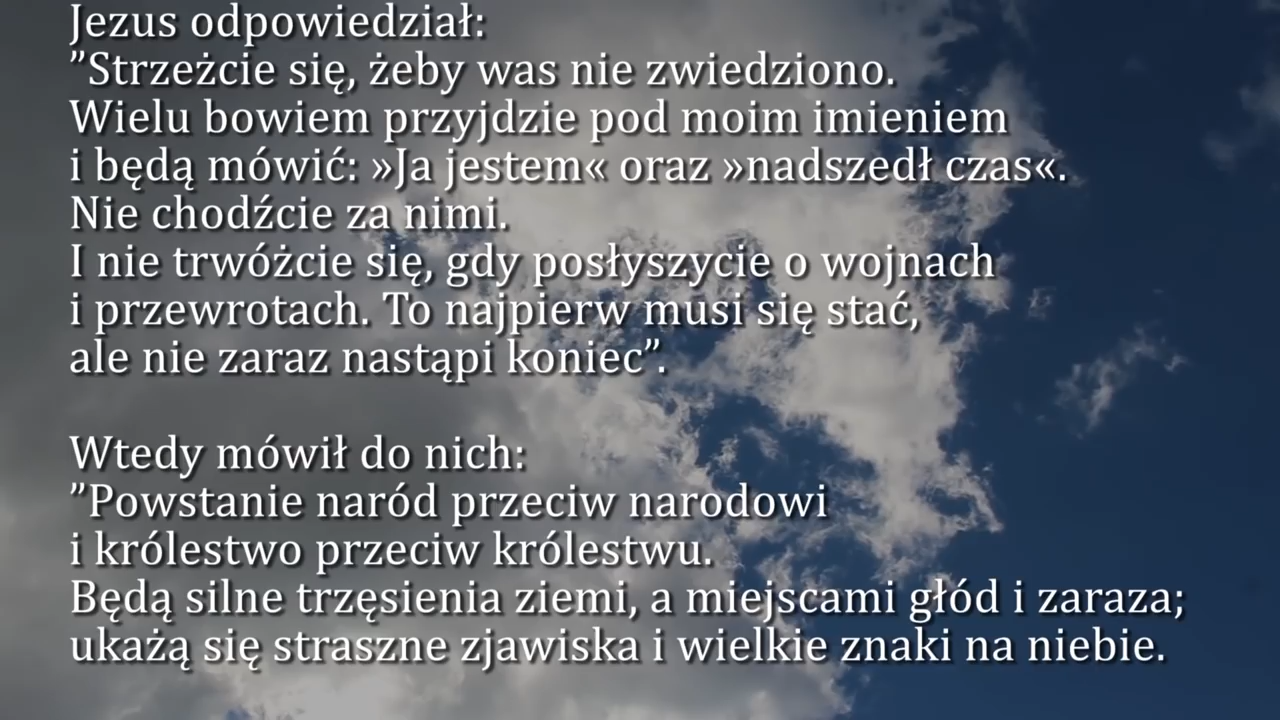 Jezus odpowiedział:
”Strzeżcie się, żeby was nie zwiedziono.
Wielu bowiem przyjdzie pod moim imieniem
i będą mówić: »Ja jestem« oraz »nadszedł czas«.
Nie chodźcie za nimi.
I nie trwóżcie się, gdy posłyszycie o wojnach
i przewrotach. To najpierw musi się stać,
ale nie zaraz nastąpi koniec”.
Wtedy mówił do nich:
”Powstanie naród przeciw narodowi
i królestwo przeciw królestwu.
Będą silne trzęsienia ziemi, a miejscami głód i zaraza;
ukażą się straszne zjawiska i wielkie znaki na niebie.